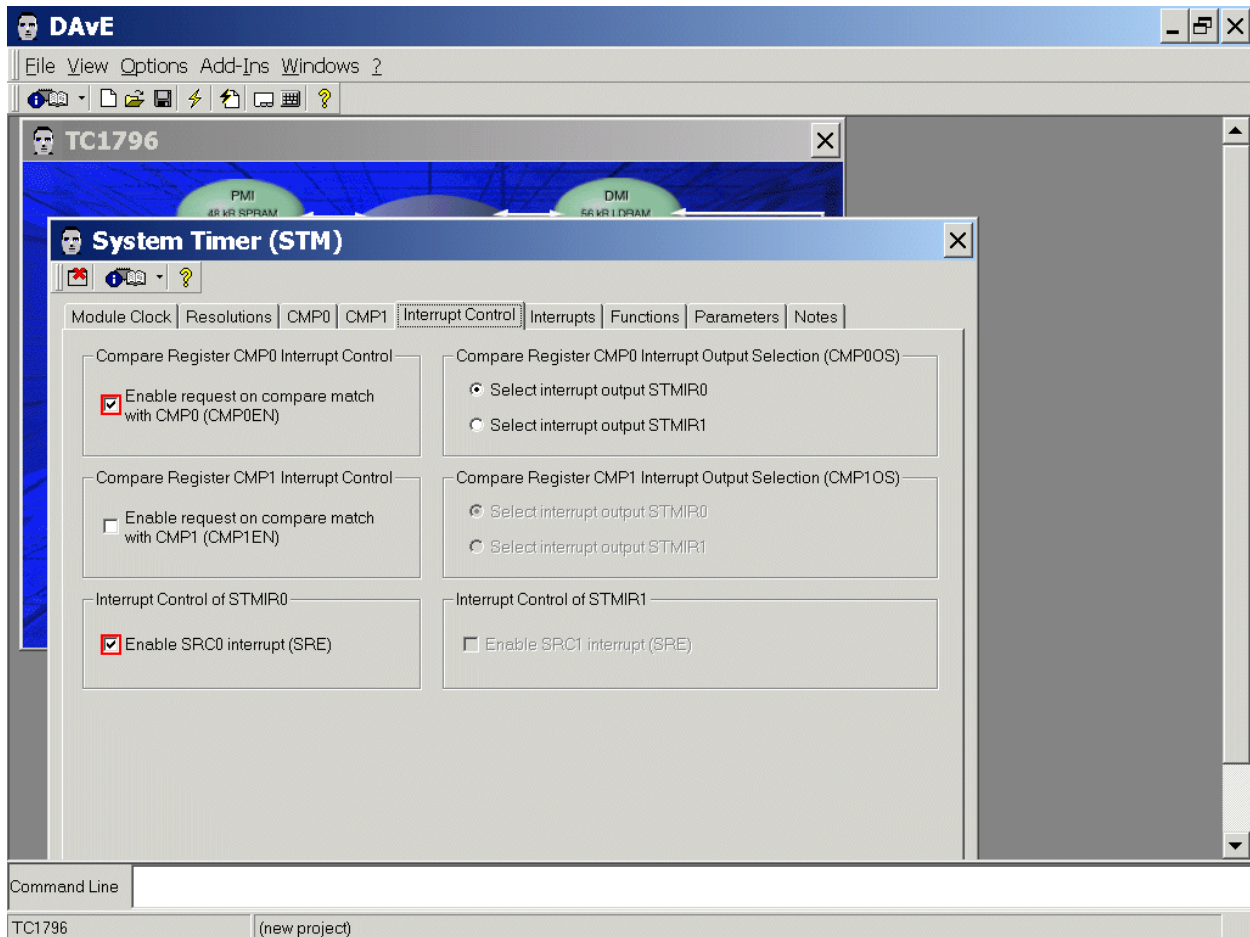 DAvE
File View Options Add-Ins Windows ?
TC1796
PMI
48 kB SPRAM
DMI
56 kB LDRAM
System Timer (STM)
Module Clock Resolutions CMP0 CMP1 Interrupt Control Interrupts Functions Parameters Notes
Compare Register CMP0 Interrupt Control
Enable request on compare match
with CMP0 (CMP0EN)
Compare Register CMP0 Interrupt Output Selection (CMP0OS)
Select interrupt output STMIR0
Select interrupt output STMIR1
Compare Register CMP1 Interrupt Control
Enable request on compare match
with CMP1 (CMP1EN)
Compare Register CMP1 Interrupt Output Selection (CMP1OS)
Select interrupt output STMIR0
Select interrupt output STMIR1
Interrupt Control of STMIR0
Enable SRC0 interrupt (SRE)
Interrupt Control of STMIR1
Enable SRC1 interrupt (SRE)
Command Line
TC1796 (new project)